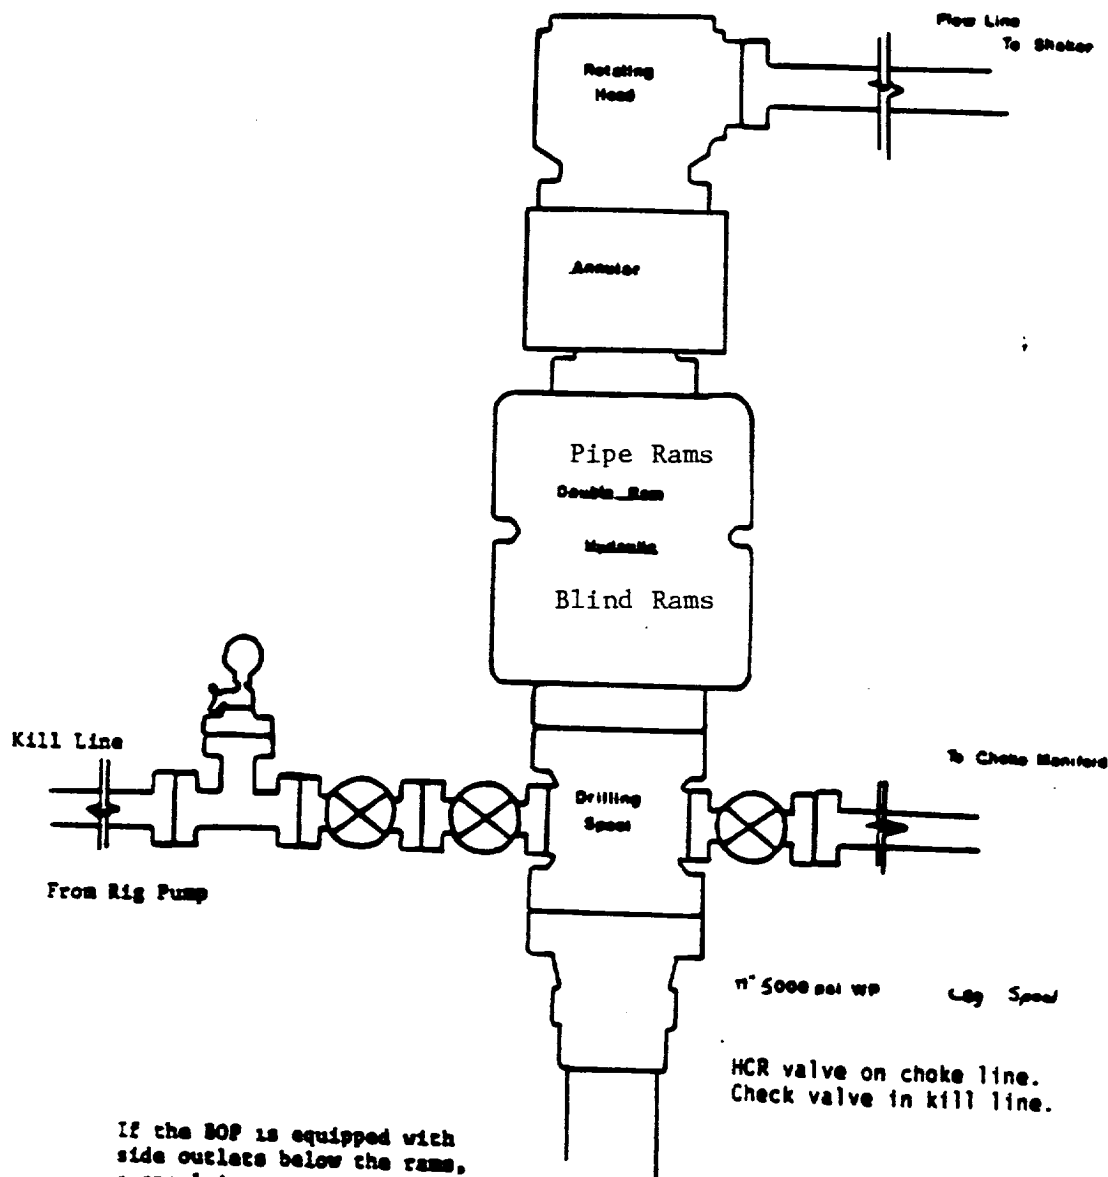 Flow Line
To Shaker
Rotating
Head
Annular
Pipe Rams
Double Ram
Hydraulic
Blind Rams
Kill Line
To Choke Maniford
Drilling
Spool
From Rig Pump
11" 5000 psi WP Csg Spool
HCR valve on choke line.
Check valve in kill line.
If the BOP is equipped with
side outlets below the rams,